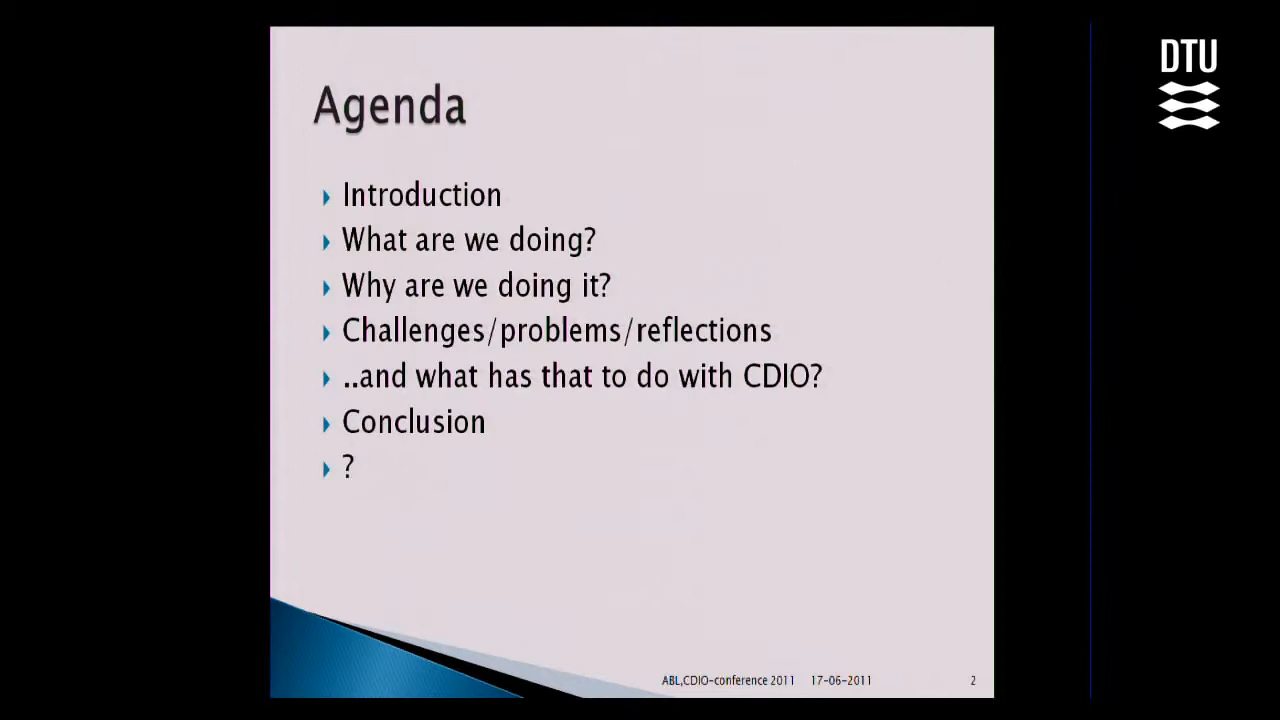 DTU
Agenda
Introduction
What are we doing?
Why are we doing it?
Challenges/problems/reflections
..and what has that to do with CDIO?
Conclusion
?
ABL,CDIO-conference 2011 17-06-2011 2